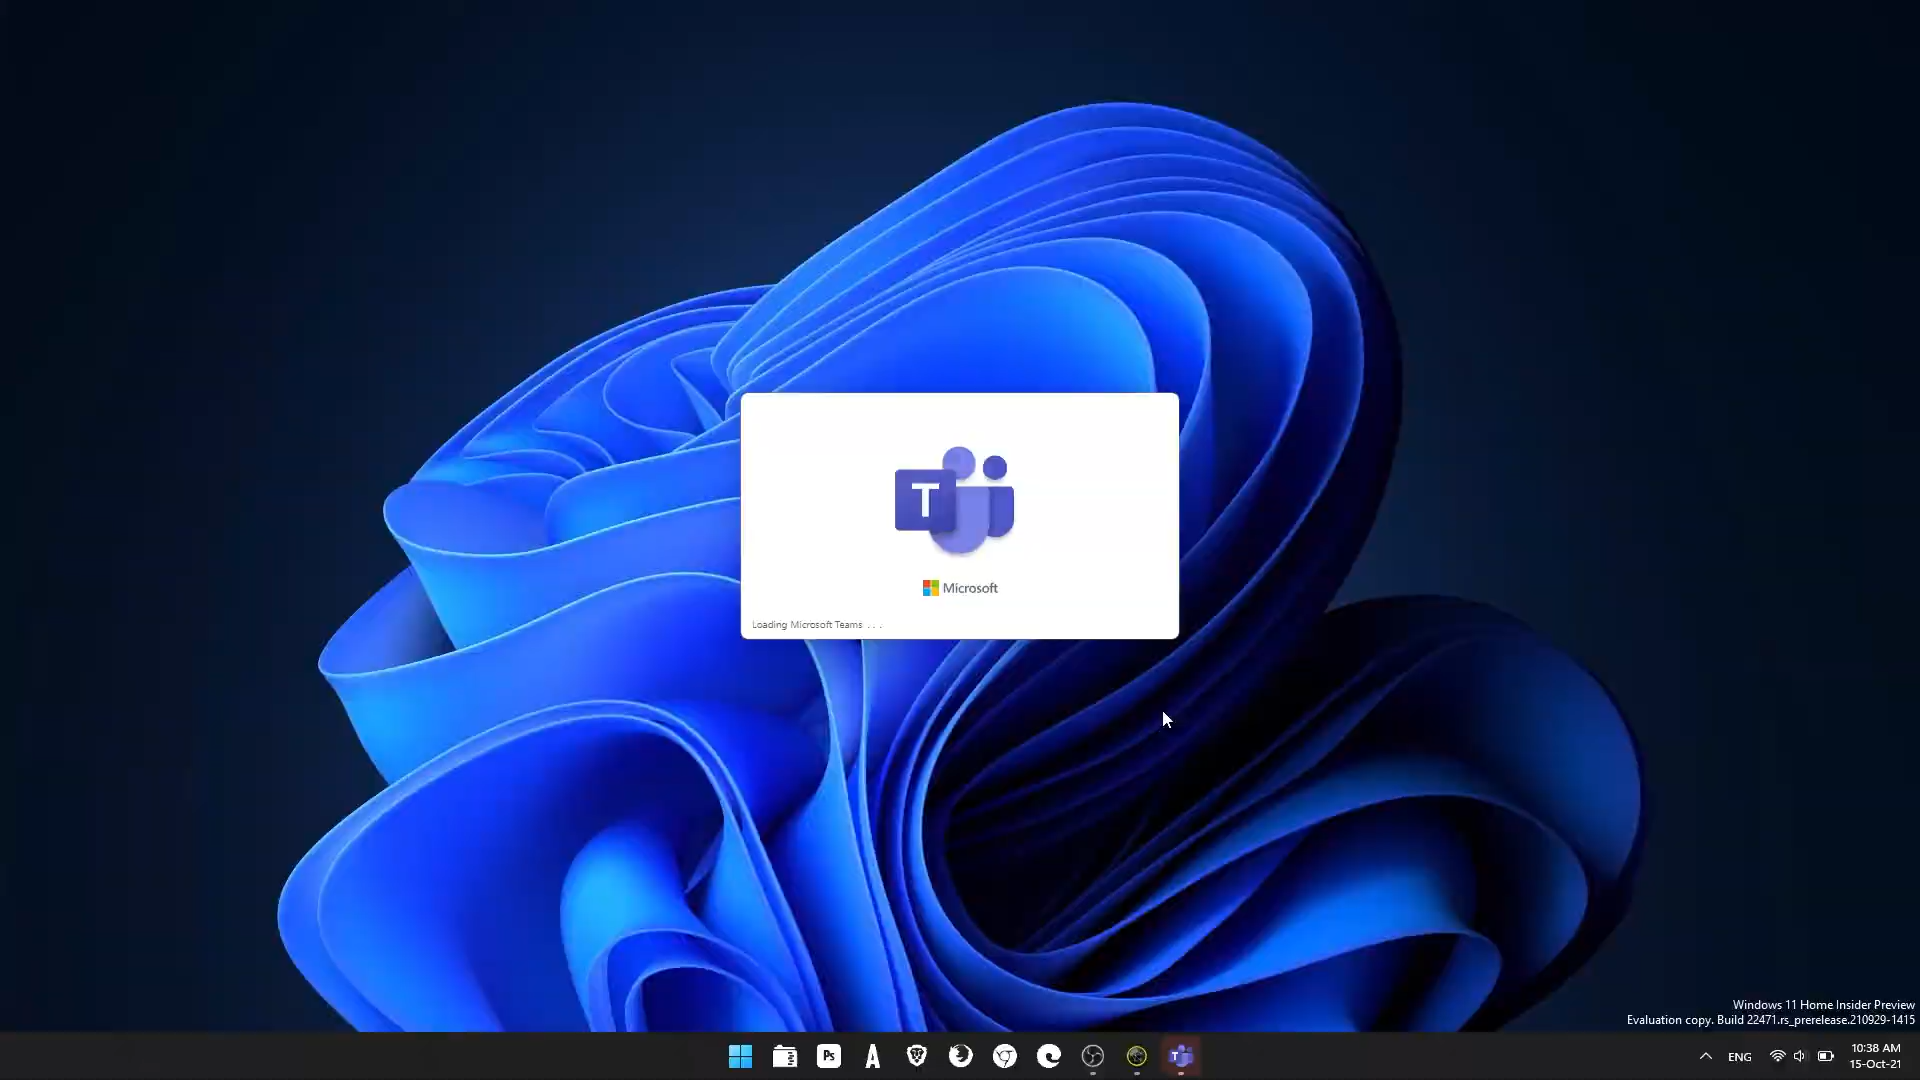 T
Microsoft
Loading Microsoft Teams . . .
Windows 11 Home Insider Preview
Evaluation copy. Build 22471.rs_prerelease.210929-1415
Ps
T
ENG
10:38 AM
15-Oct-21